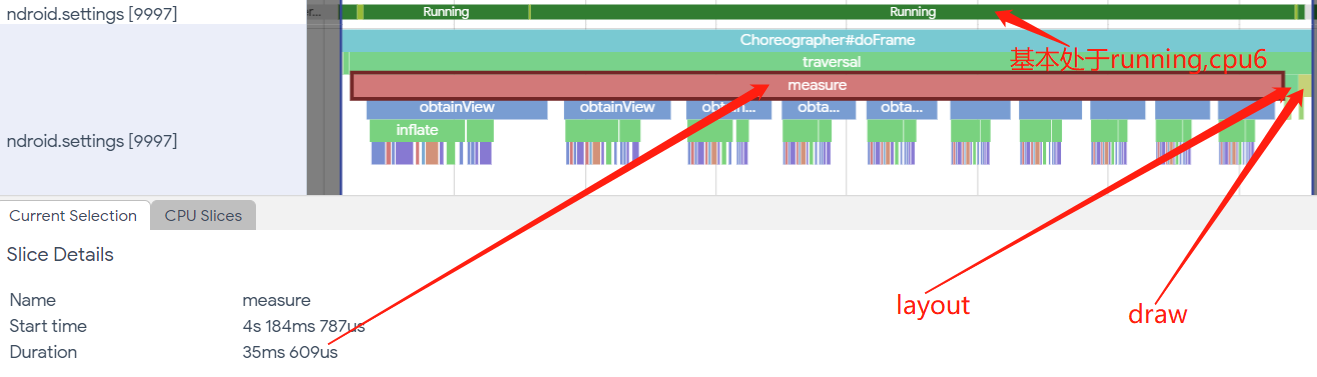 ndroid.settings [9997]
r...
Running
Running
Choreographer#doFrame
基本处于running,cpu6
traversal
measure
obtainView
obtainView
obtain...
obta...
obta...
inflate
ndroid.settings [9997]
Current Selection
CPU Slices
Slice Details
Name
measure
Start time
4s 184ms 787us
Duration
35ms 609us
layout
draw